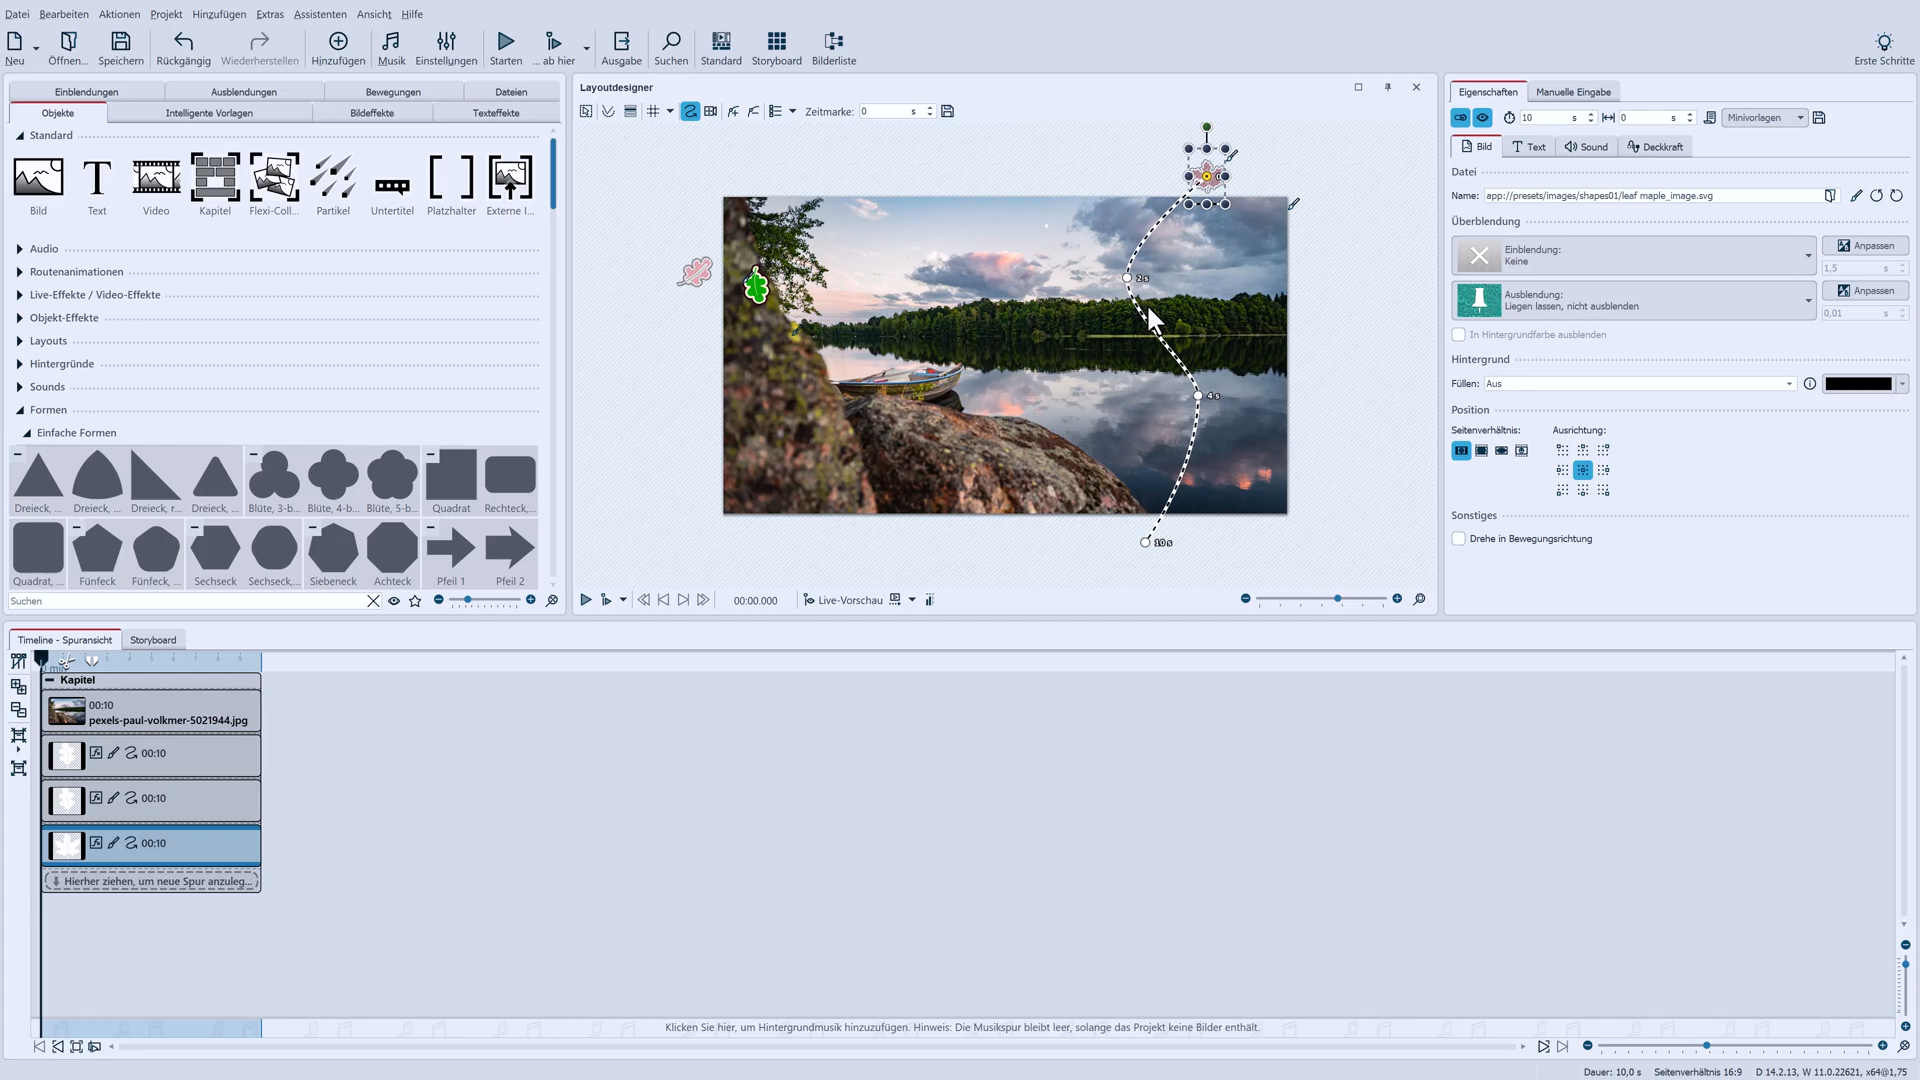 Datei Bearbeiten Aktionen Projekt Hinzufügen Extras Assistenten Ansicht Hilfe
Neu Öffnen... Speichern Rückgängig Wiederherstellen Hinzufügen Musik Einstellungen Starten ... ab hier Ausgabe Suchen Standard Storyboard Bilderliste Erste Schritte
Einblendungen Ausblendungen Bewegungen Dateien
Objekte Intelligente Vorlagen Bildeffekte Texteffekte
Standard
Bild Text Video Kapitel Flexi-Coll... Partikel Untertitel Platzhalter Externe I...
Audio
Routenanimationen
Live-Effekte / Video-Effekte
Objekt-Effekte
Layouts
Hintergründe
Sounds
Formen
Einfache Formen
Dreieck, ... Dreieck, ... Dreieck, r... Dreieck, ... Blüte, 3-b... Blüte, 4-b... Blüte, 5-b... Quadrat Rechteck,...
Quadrat, ... Fünfeck Fünfeck, ... Sechseck Sechseck,... Siebeneck Achteck Pfeil 1 Pfeil 2
Suchen
Layoutdesigner
Zeitmarke: 0 s
2 s
4 s
10 s
00:00.000 Live-Vorschau
Eigenschaften Manuelle Eingabe
10 s 0 s Minivorlagen
Bild Text Sound Deckkraft
Datei
Name: app://presets/images/shapes01/leaf maple_image.svg
Überblendung
Einblendung:
Keine
Anpassen
1,5 s
Ausblendung:
Liegen lassen, nicht ausblenden
Anpassen
0,01 s
In Hintergrundfarbe ausblenden
Hintergrund
Füllen: Aus
Position
Seitenverhältnis: Ausrichtung:
Sonstiges
Drehe in Bewegungsrichtung
Timeline - Spuransicht Storyboard
Kapitel
00:10
pexels-paul-volkmer-5021944.jpg
00:10
00:10
00:10
Hierher ziehen, um neue Spur anzuleg...
Klicken Sie hier, um Hintergrundmusik hinzuzufügen. Hinweis: Die Musikspur bleibt leer, solange das Projekt keine Bilder enthält.
Dauer: 10,0 s Seitenverhältnis 16:9 D 14.2.13, W 11.0.22621, x64@1,75